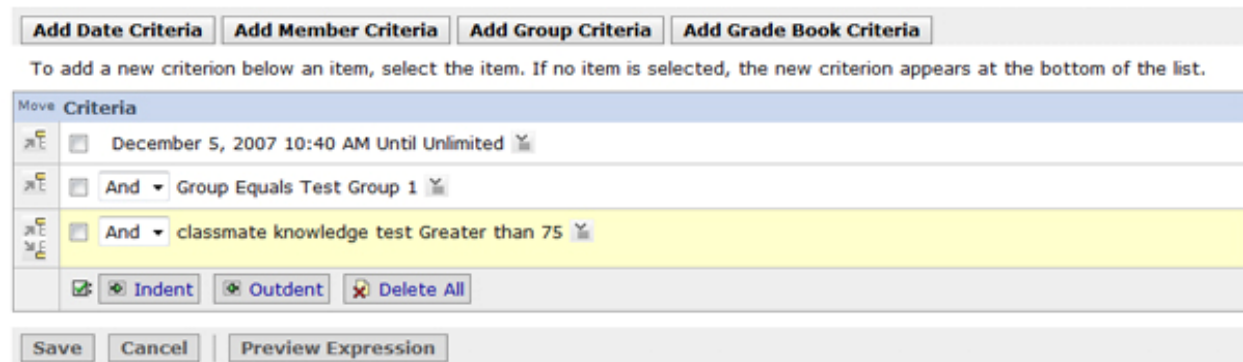 Add Date Criteria Add Member Criteria Add Group Criteria Add Grade Book Criteria
To add a new criterion below an item, select the item. If no item is selected, the new criterion appears at the bottom of the list.
Move Criteria
December 5, 2007 10:40 AM Until Unlimited
And Group Equals Test Group 1
And classmate knowledge test Greater than 75
Indent Outdent Delete All
Save Cancel Preview Expression